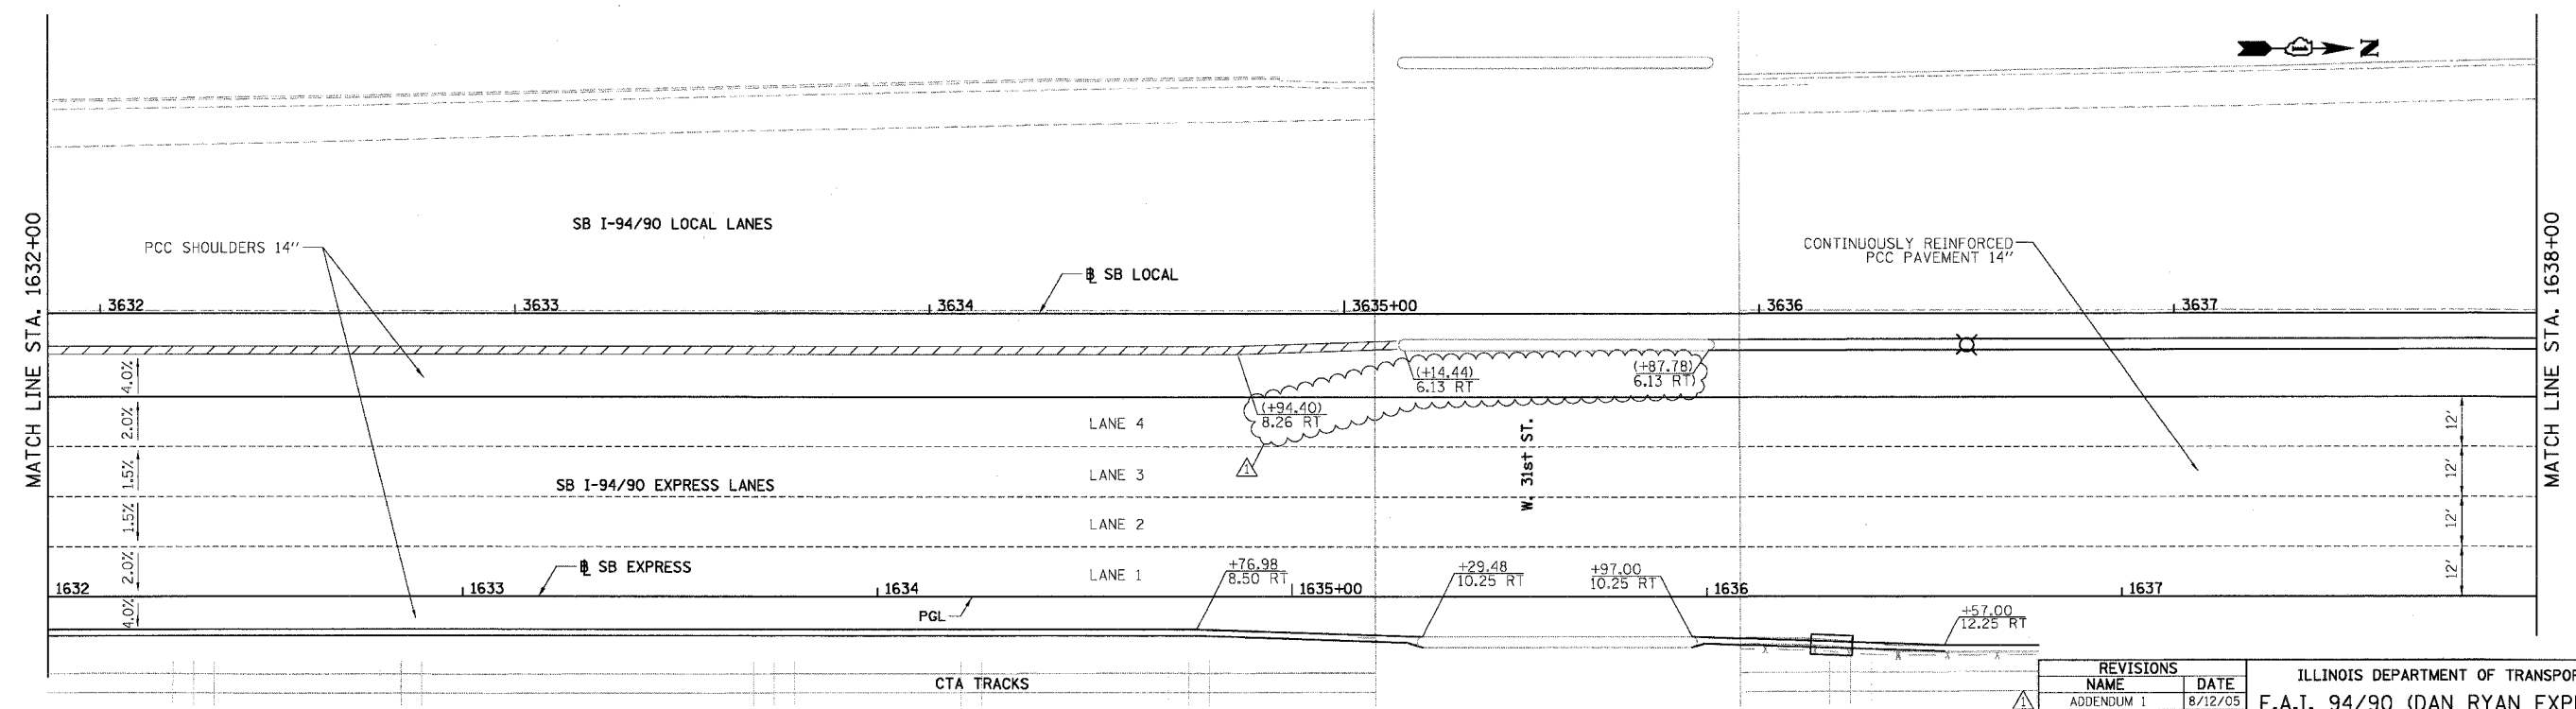 N
MATCH LINE STA. 1632+00
SB I-94/90 LOCAL LANES
PCC SHOULDERS 14"
CONTINUOUSLY REINFORCED
PCC PAVEMENT 14"
MATCH LINE STA. 1638+00
℄ SB LOCAL
3632
3633
3634
3635+00
3636
3637
4.0%
2.0%
1.5%
1.5%
2.0%
4.0%
(+14.44)
6.13 RT
(+87.78)
6.13 RT
(+94.40)
8.26 RT
1
W. 31st ST.
LANE 4
LANE 3
SB I-94/90 EXPRESS LANES
LANE 2
LANE 1
12'
12'
12'
12'
℄ SB EXPRESS
+76.98
8.50 RT
+29.48
10.25 RT
+97.00
10.25 RT
1632
1633
1634
1635+00
1636
1637
PGL
+57.00
12.25 RT
CTA TRACKS
REVISIONS
NAME
DATE
1
ADDENDUM 1
8/12/05
ILLINOIS DEPARTMENT OF TRANSPOR
F.A.I. 94/90 (DAN RYAN EXP